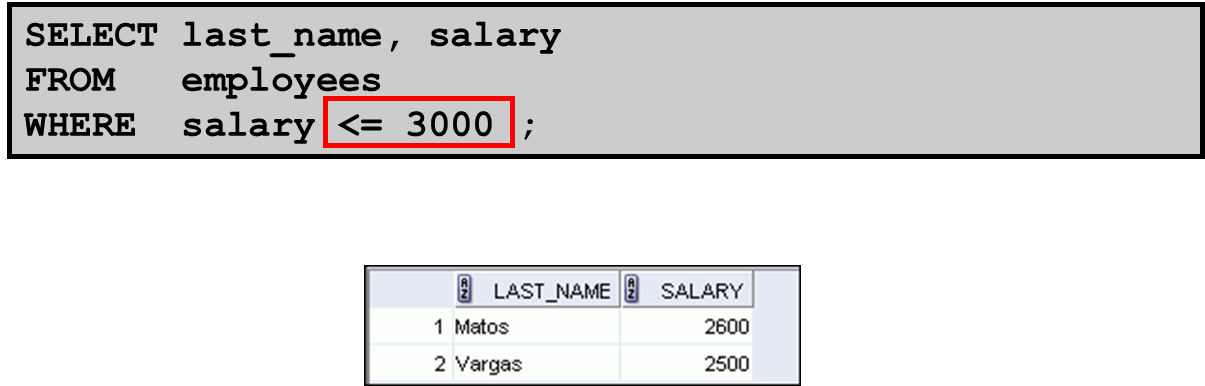 SELECT last_name, salary
FROM employees
WHERE salary <= 3000 ;
LAST_NAME SALARY
1 Matos 2600
2 Vargas 2500